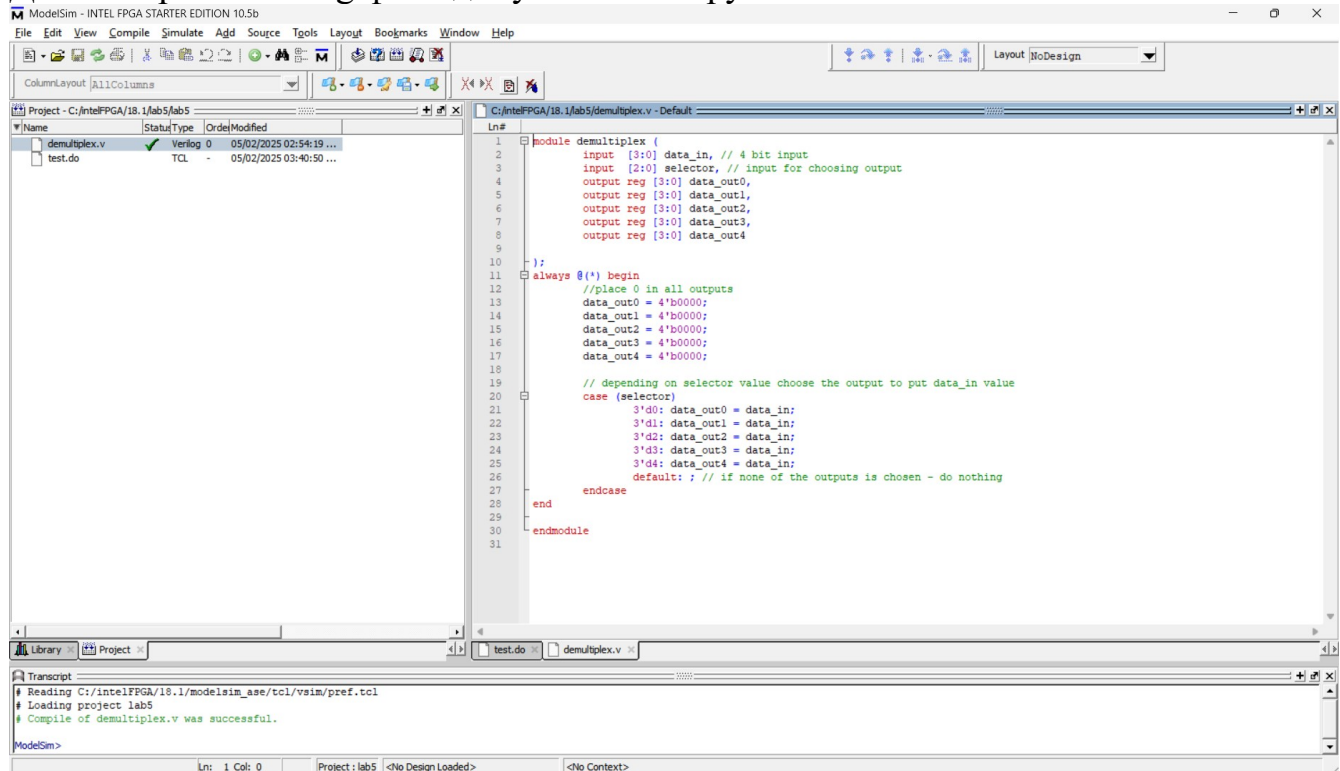 ModelSim - INTEL FPGA STARTER EDITION 10.5b
File Edit View Compile Simulate Add Source Tools Layout Bookmarks Window Help
Layout NoDesign
ColumnLayout AllColumns
Project - C:/intelFPGA/18.1/lab5/lab5
Name Status Type Order Modified
demultiplex.v Verilog 0 05/02/2025 02:54:19 ...
test.do TCL - 05/02/2025 03:40:50 ...
Library Project
C:/intelFPGA/18.1/lab5/demultiplex.v - Default
Ln#
1 module demultiplex (
2 input [3:0] data_in, // 4 bit input
3 input [2:0] selector, // input for choosing output
4 output reg [3:0] data_out0,
5 output reg [3:0] data_out1,
6 output reg [3:0] data_out2,
7 output reg [3:0] data_out3,
8 output reg [3:0] data_out4
9
10 );
11 always @(*) begin
12 //place 0 in all outputs
13 data_out0 = 4'b0000;
14 data_out1 = 4'b0000;
15 data_out2 = 4'b0000;
16 data_out3 = 4'b0000;
17 data_out4 = 4'b0000;
18
19 // depending on selector value choose the output to put data_in value
20 case (selector)
21 3'd0: data_out0 = data_in;
22 3'd1: data_out1 = data_in;
23 3'd2: data_out2 = data_in;
24 3'd3: data_out3 = data_in;
25 3'd4: data_out4 = data_in;
26 default: ; // if none of the outputs is chosen - do nothing
27 endcase
28 end
29
30 endmodule
31
test.do demultiplex.v
Transcript
# Reading C:/intelFPGA/18.1/modelsim_ase/tcl/vsim/pref.tcl
# Loading project lab5
# Compile of demultiplex.v was successful.
ModelSim>
Ln: 1 Col: 0 Project : lab5 <No Design Loaded> <No Context>